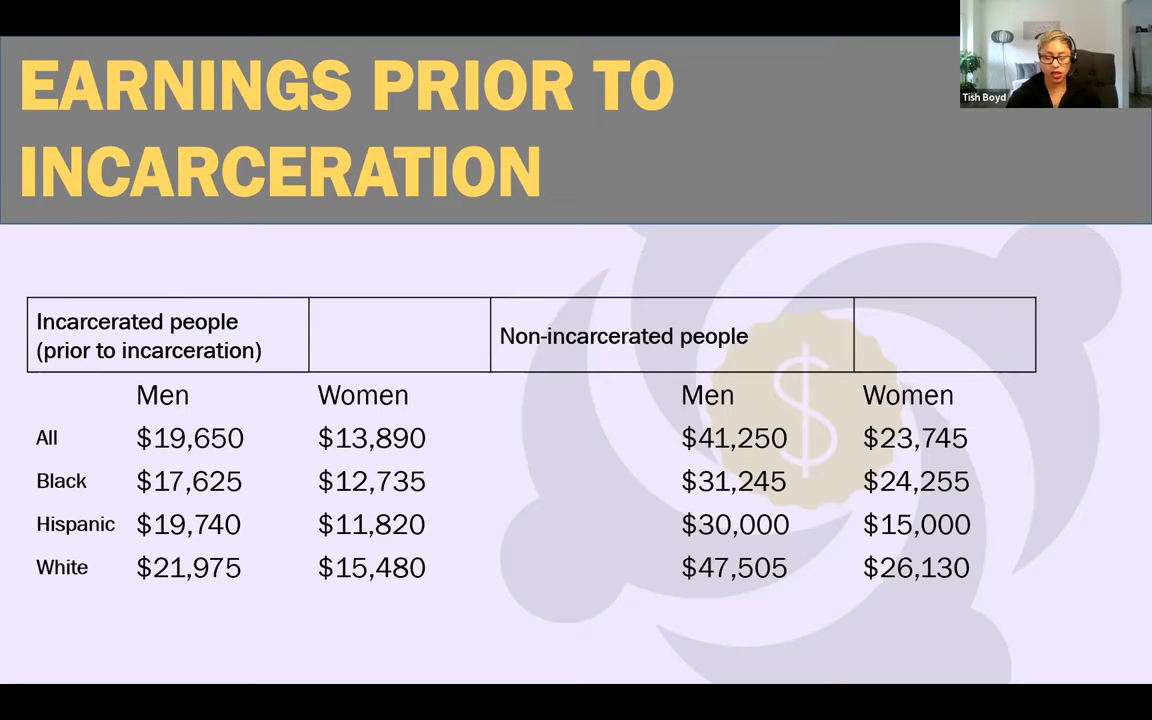 EARNINGS PRIOR TO
INCARCERATION
Tish Boyd
Incarcerated people
(prior to incarceration)
Non-incarcerated people
Men Women Men Women
All $19,650 $13,890 $41,250 $23,745
Black $17,625 $12,735 $31,245 $24,255
Hispanic $19,740 $11,820 $30,000 $15,000
White $21,975 $15,480 $47,505 $26,130
$